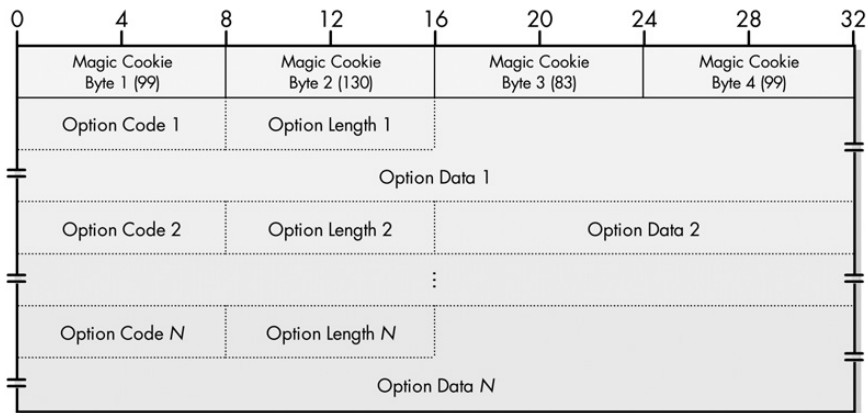 0 4 8 12 16 20 24 28 32
Magic Cookie Byte 1 (99) Magic Cookie Byte 2 (130) Magic Cookie Byte 3 (83) Magic Cookie Byte 4 (99)
Option Code 1 Option Length 1
Option Data 1
Option Code 2 Option Length 2 Option Data 2
⋮
Option Code N Option Length N
Option Data N